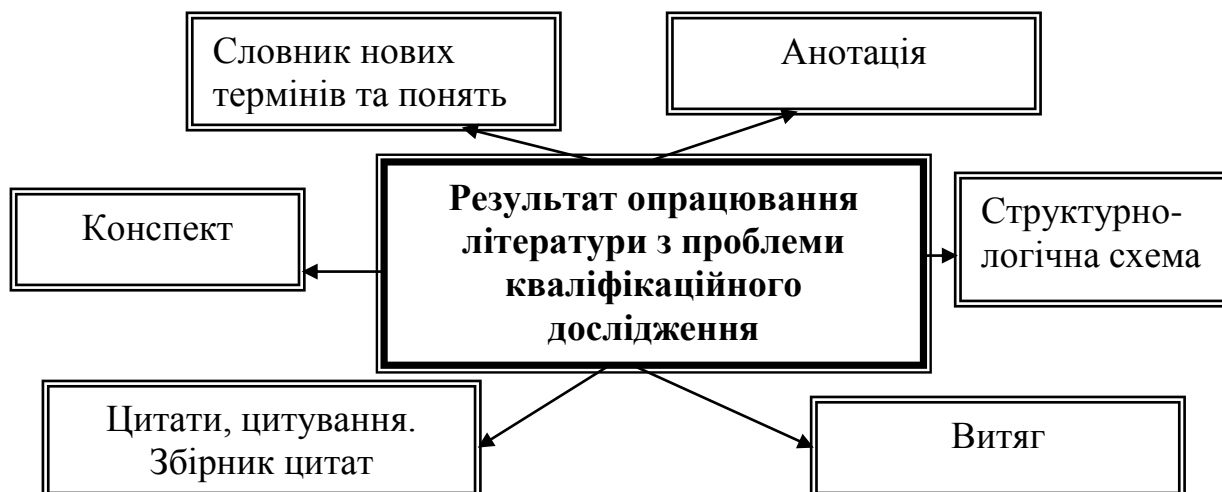 Словник нових
термінів та понять
Анотація
Конспект
Результат опрацювання
літератури з проблеми
кваліфікаційного
дослідження
Структурно-
логічна схема
Цитати, цитування.
Збірник цитат
Витяг